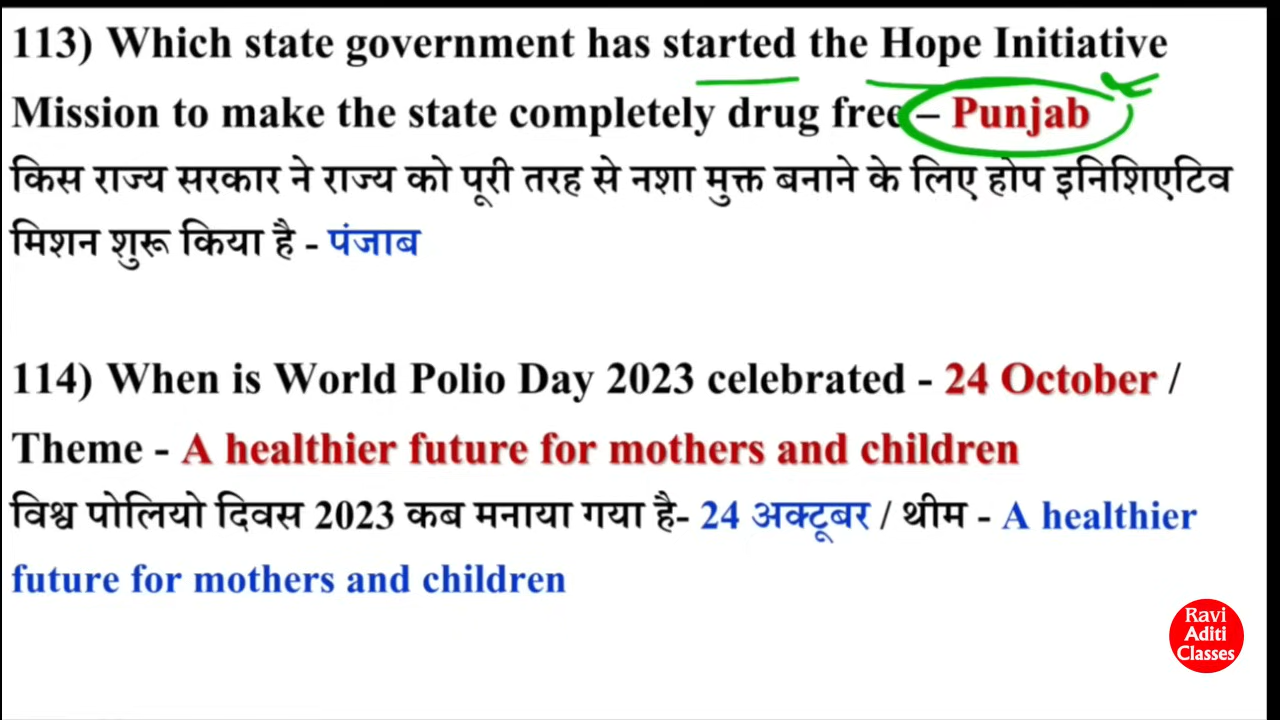 113) Which state government has started the Hope Initiative
Mission to make the state completely drug free – Punjab
किस राज्य सरकार ने राज्य को पूरी तरह से नशा मुक्त बनाने के लिए होप इनिशिएटिव
मिशन शुरू किया है - पंजाब
114) When is World Polio Day 2023 celebrated - 24 October /
Theme - A healthier future for mothers and children
विश्व पोलियो दिवस 2023 कब मनाया गया है- 24 अक्टूबर / थीम - A healthier
future for mothers and children
Ravi
Aditi
Classes